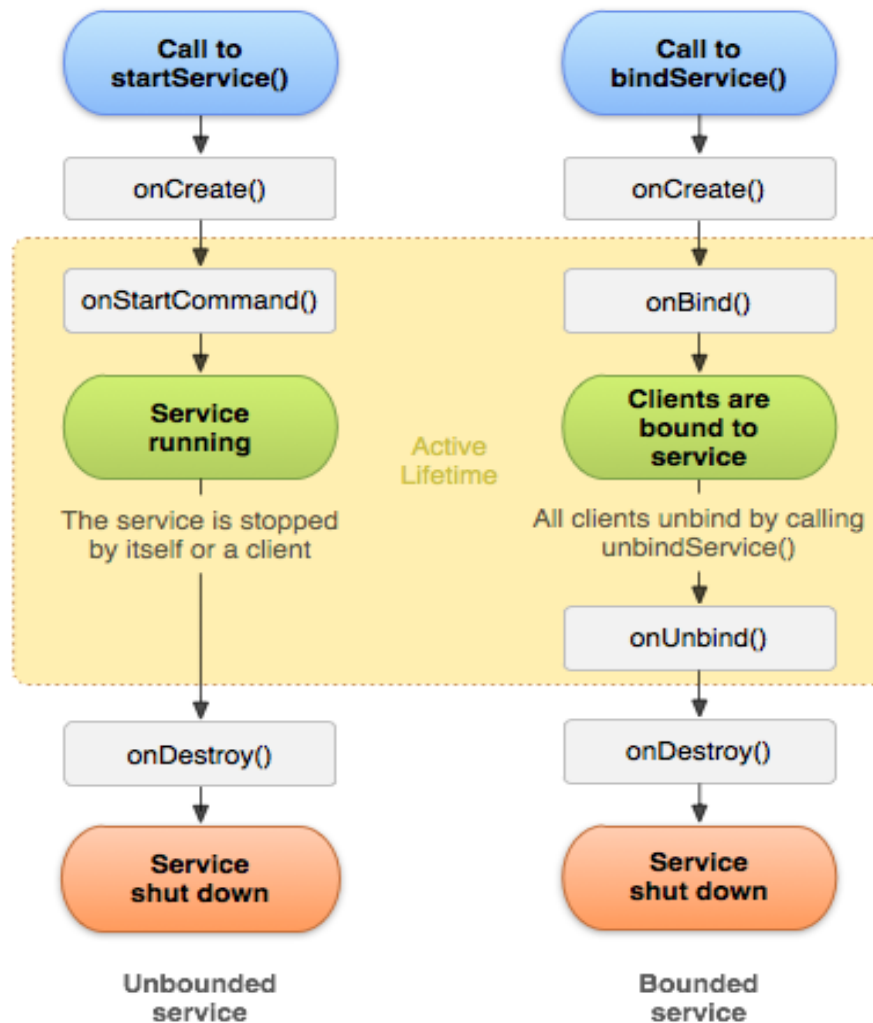 Call to
startService()
onCreate()
onStartCommand()
Service
running
The service is stopped
by itself or a client
onDestroy()
Service
shut down
Unbounded
service
Active
Lifetime
Call to
bindService()
onCreate()
onBind()
Clients are
bound to
service
All clients unbind by calling
unbindService()
onUnbind()
onDestroy()
Service
shut down
Bounded
service